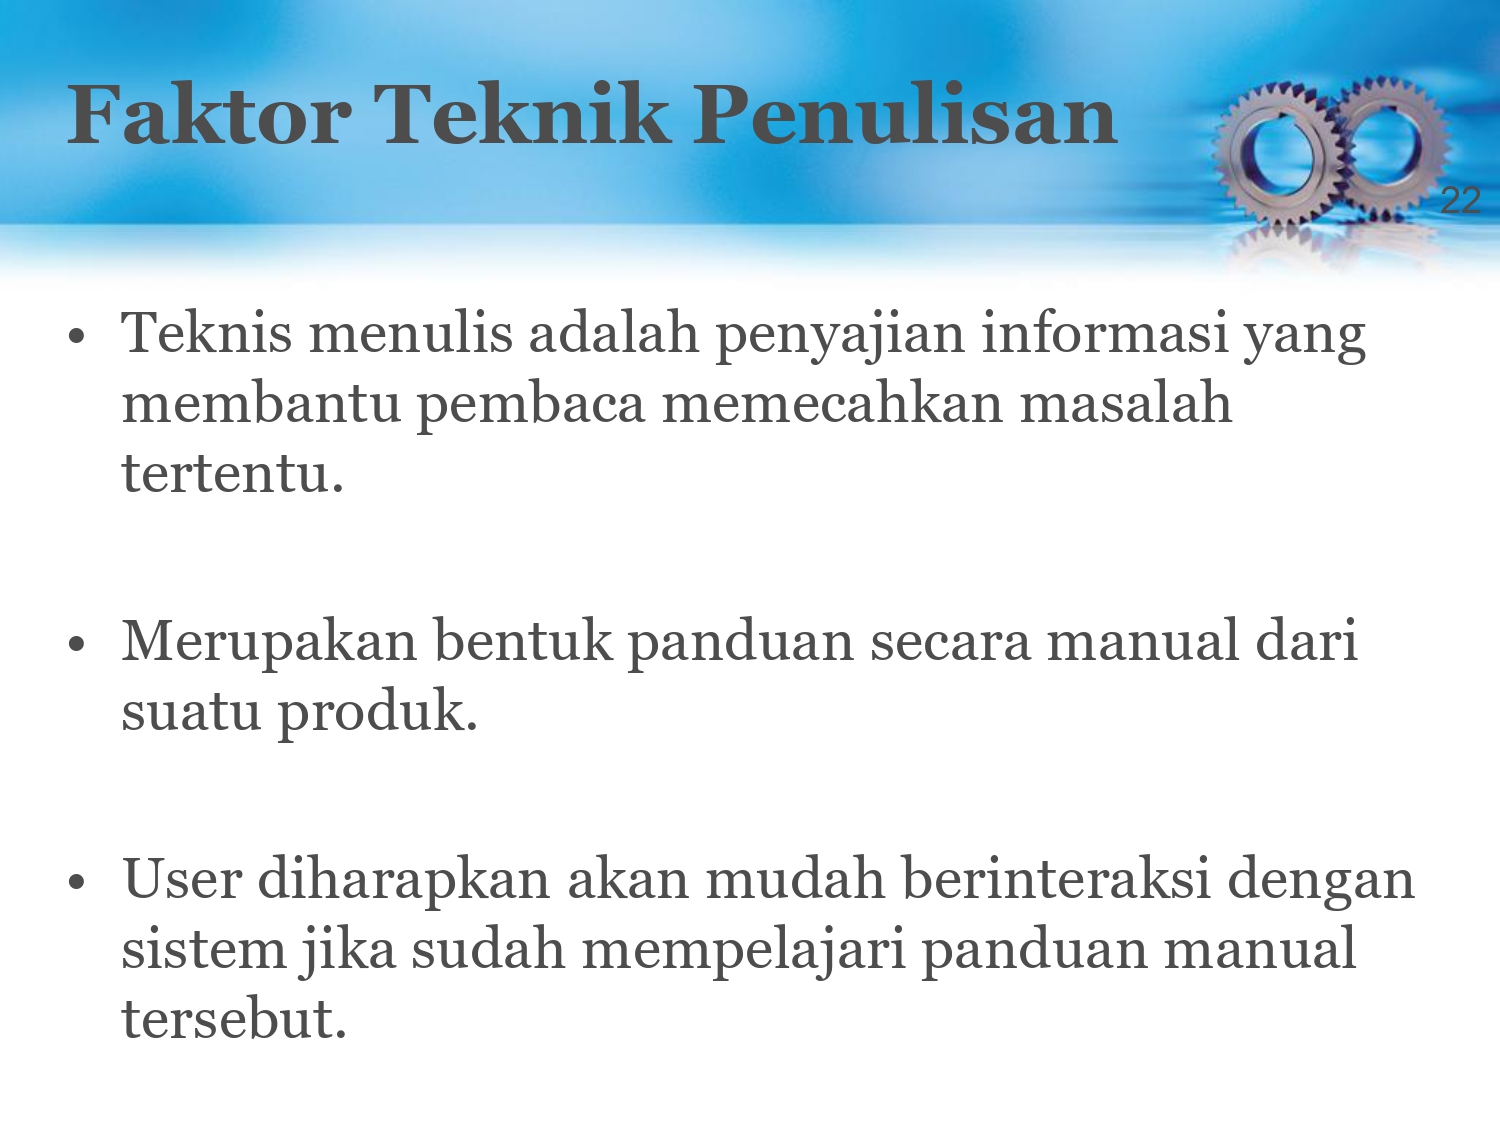 Faktor Teknik Penulisan
22
• Teknis menulis adalah penyajian informasi yang
membantu pembaca memecahkan masalah
tertentu.
• Merupakan bentuk panduan secara manual dari
suatu produk.
• User diharapkan akan mudah berinteraksi dengan
sistem jika sudah mempelajari panduan manual
tersebut.